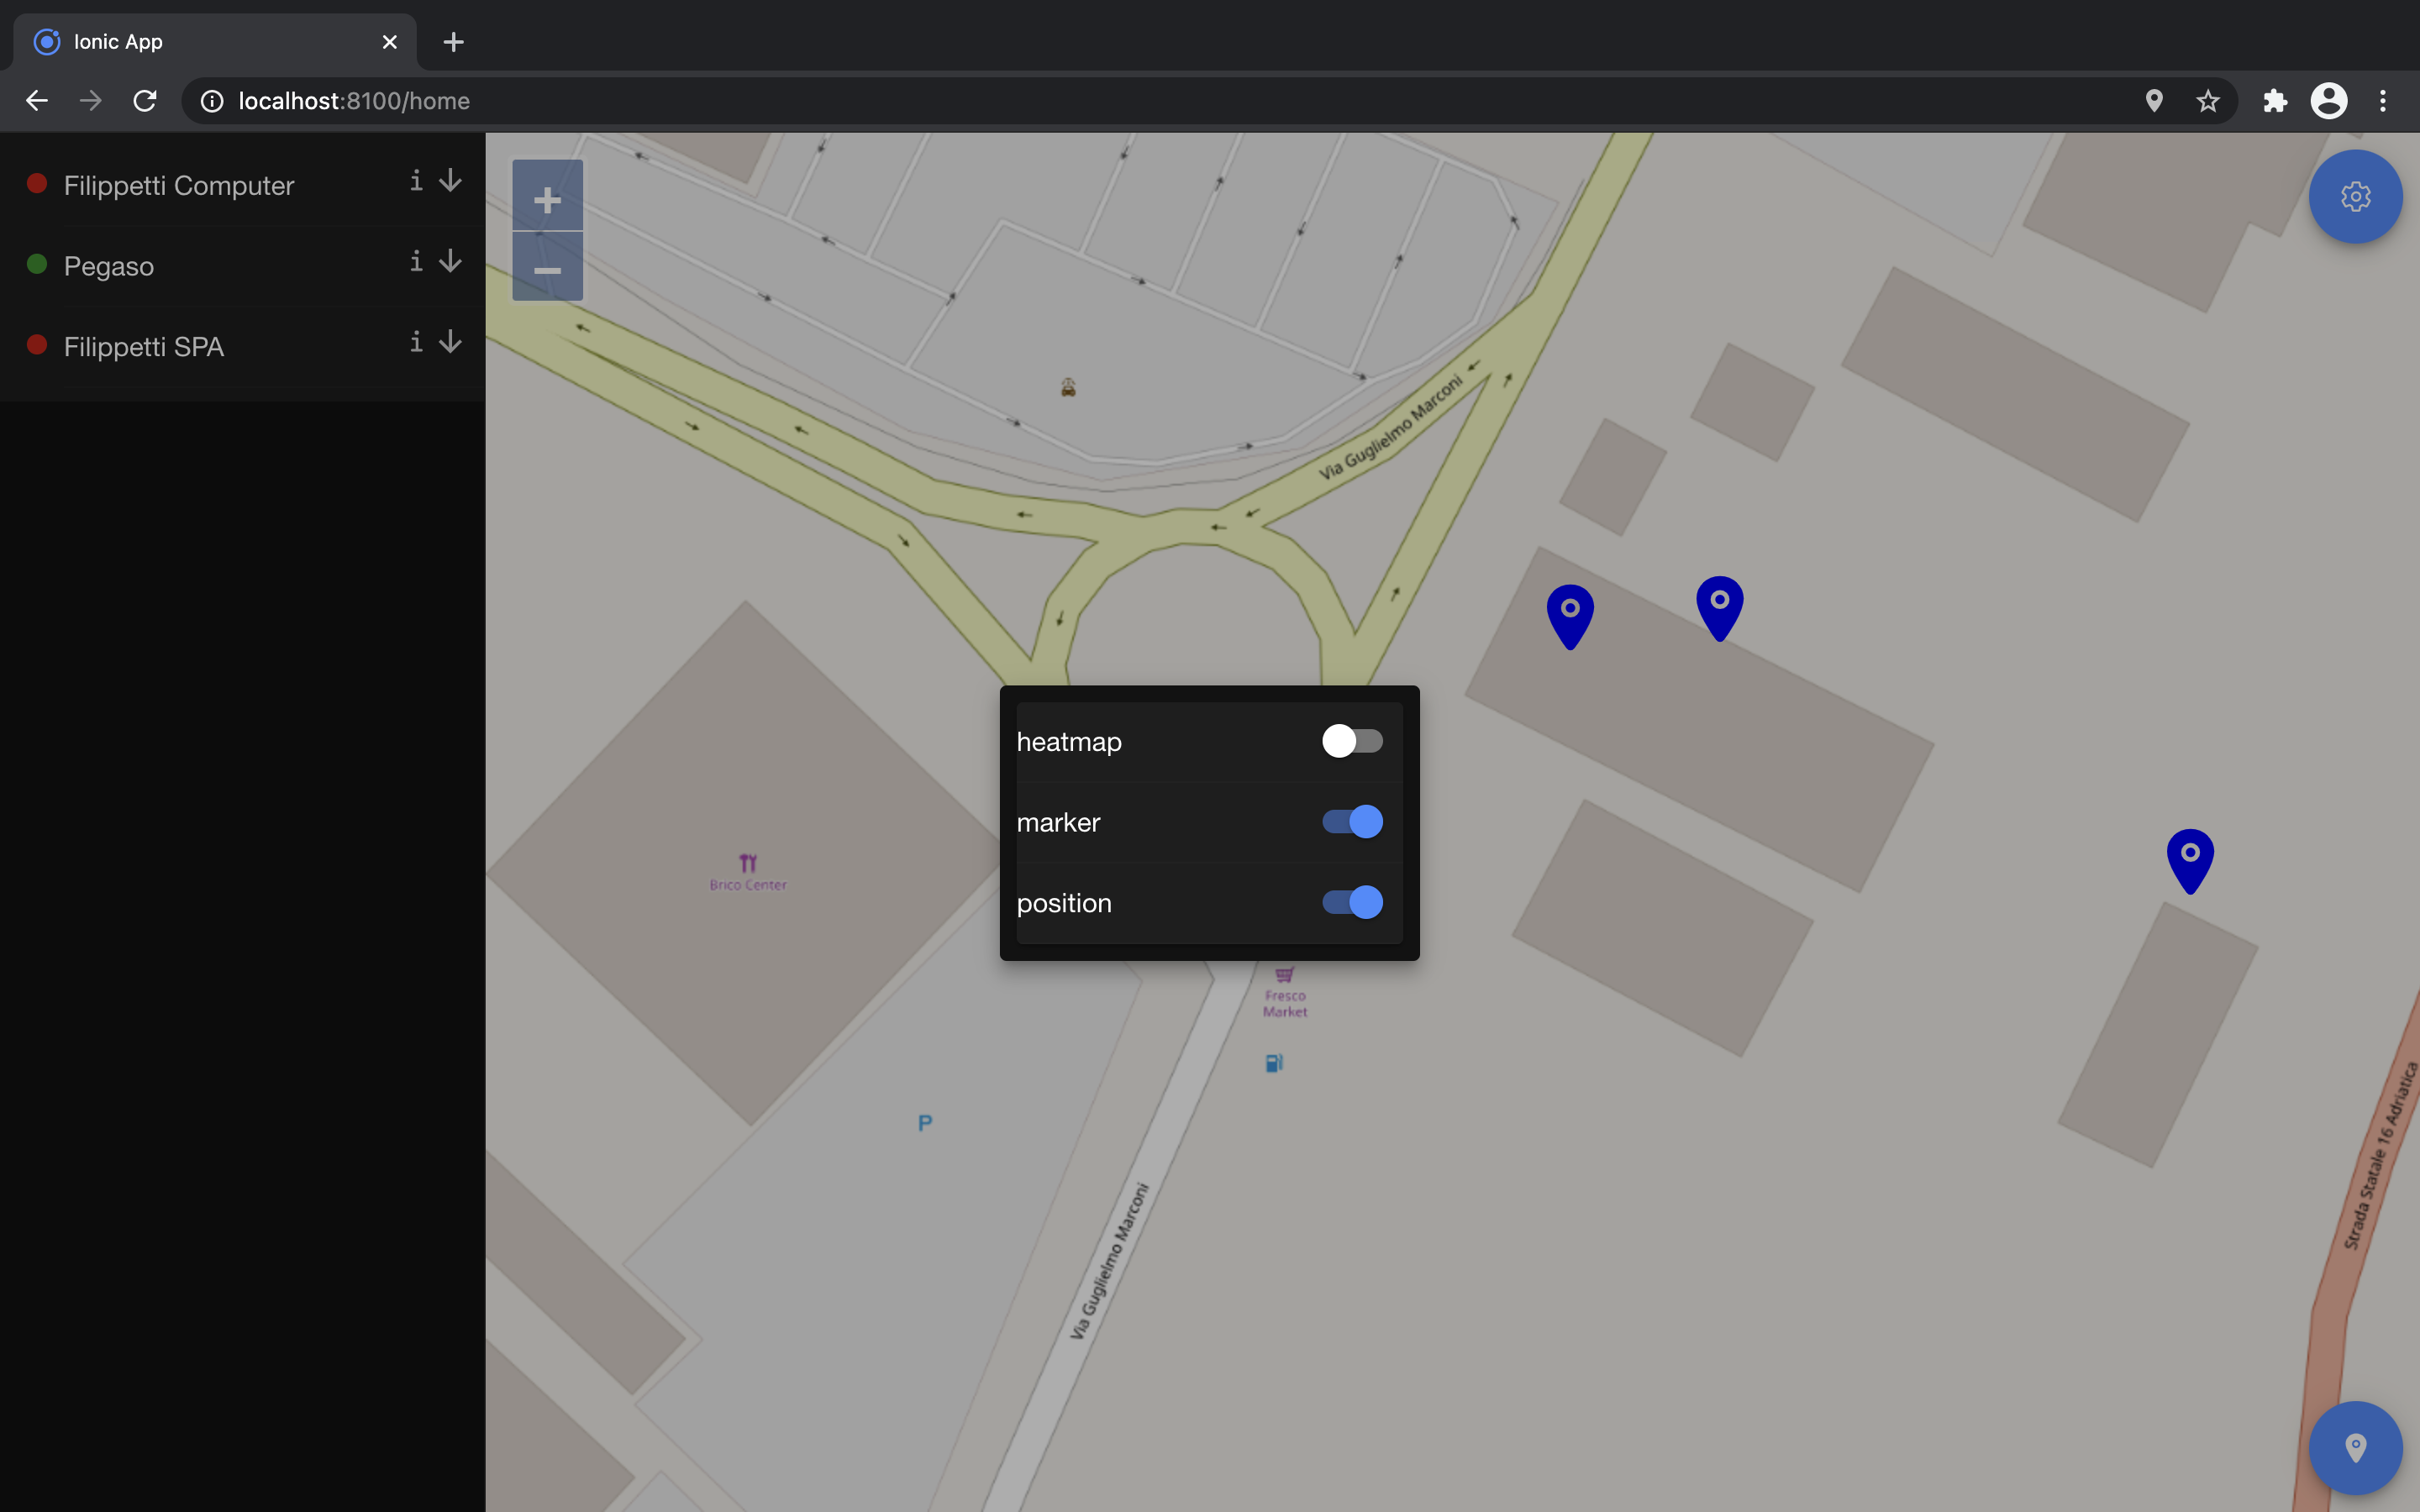 Ionic App
localhost:8100/home
Filippetti Computer
Pegaso
Filippetti SPA
+
−
Via Guglielmo Marconi
heatmap
marker
position
Brico Center
Fresco
Market
P
Via Guglielmo Marconi
Strada Statale 16 Adriatica